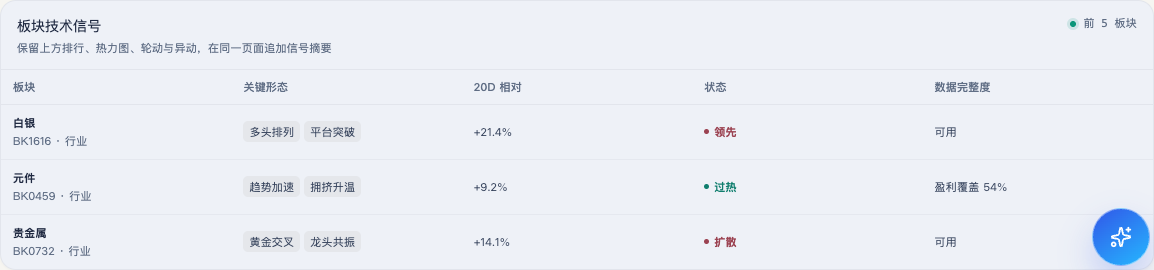 板块技术信号
前 5 板块
保留上方排行、热力图、轮动与异动，在同一页面追加信号摘要
板块 关键形态 20D 相对 状态 数据完整度
白银
BK1616 · 行业
多头排列 平台突破 +21.4% 领先 可用
元件
BK0459 · 行业
趋势加速 拥挤升温 +9.2% 过热 盈利覆盖 54%
贵金属
BK0732 · 行业
黄金交叉 龙头共振 +14.1% 扩散 可用